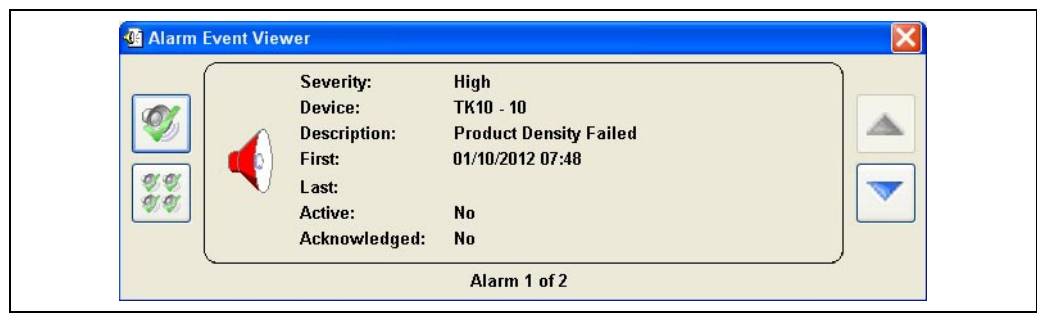 Alarm Event Viewer
Severity: High
Device: TK10 - 10
Description: Product Density Failed
First: 01/10/2012 07:48
Last:
Active: No
Acknowledged: No
Alarm 1 of 2